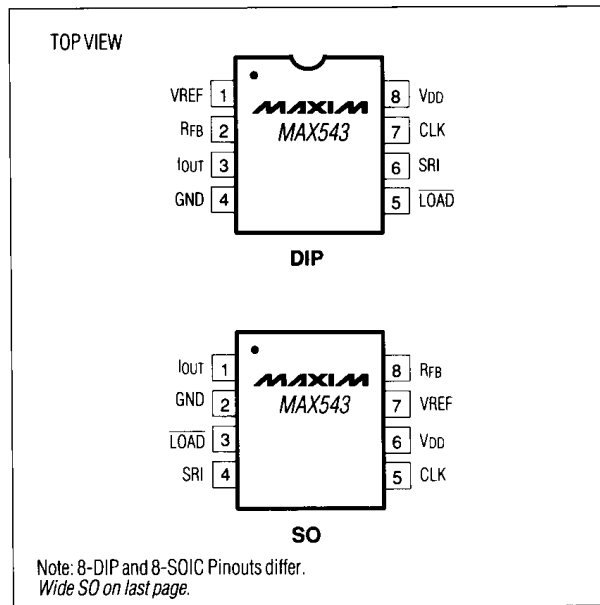 TOP VIEW
VREF 1
RFB 2
IOUT 3
GND 4
MAXIM
MAX543
8 VDD
7 CLK
6 SRI
5 LOAD
DIP
IOUT 1
GND 2
LOAD 3
SRI 4
MAXIM
MAX543
8 RFB
7 VREF
6 VDD
5 CLK
SO
Note: 8-DIP and 8-SOIC Pinouts differ.
Wide SO on last page.